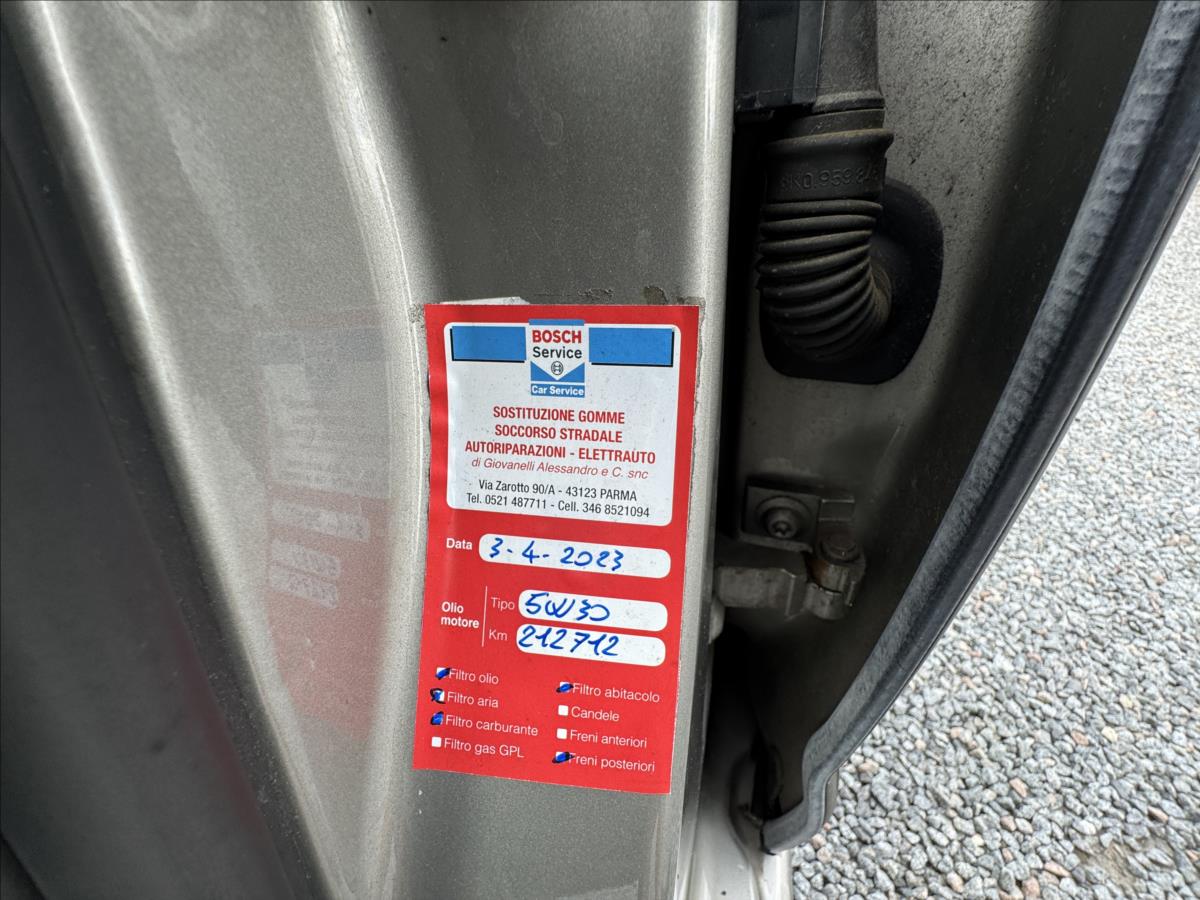 BOSCH
Service
Car Service
SOSTITUZIONE GOMME
SOCCORSO STRADALE
AUTORIPARAZIONI - ELETTRAUTO
di Giovanelli Alessandro e C. snc
Via Zarotto 90/A - 43123 PARMA
Tel. 0521 487711 - Cell. 346 8521094
Data 3-4-2023
Olio motore
Tipo 5W30
Km 212712
Filtro olio
Filtro aria
Filtro carburante
Filtro gas GPL
Filtro abitacolo
Candele
Freni anteriori
Freni posteriori